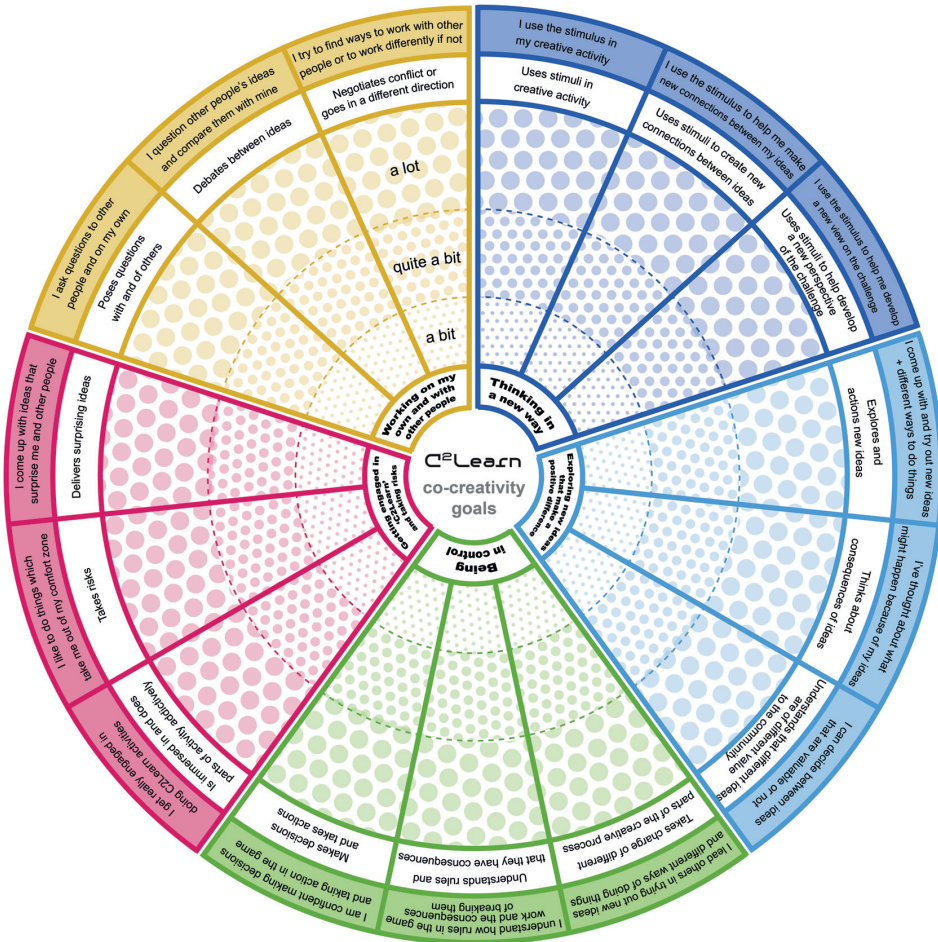 C²Learn
co-creativity
goals
Thinking in
a new way
I use the stimulus in
my creative activity
Uses stimuli in
creative activity
I use the stimulus to help me make
new connections between my ideas
Uses stimuli to create new
connections between ideas
I use the stimulus to help me develop
a new view on the challenge
Uses stimuli to help develop
a new perspective
of the challenge
Exploring new ideas
that make a
positive difference
I come up with and try out new ideas
+ different ways to do things
Explores and
actions new ideas
I've thought about what
might happen because of my ideas
Thinks about
consequences of ideas
I can decide between ideas
that are valuable or not
Understands that different ideas
are of different value
to the community
Being
in control
I lead others in trying out new ideas
and different ways of doing things
Takes charge of different
parts of the creative process
I understand how rules in the game
work and the consequences
of breaking them
Understands rules and
that they have consequences
I am confident making decisions
and taking action in the game
Makes decisions
and takes actions
Getting engaged in
'C2Learn,'
and taking risks
I get really engaged in
doing C2Learn activities
Is immersed in and does
parts of activity addictively
I like to do things which
take me out of my comfort zone
Takes risks
I come up with ideas that
surprise me and other people
Delivers surprising ideas
Working on my
own and with
other people
I ask questions to other
people and on my own
Poses questions
with and of others
I question other people's ideas
and compare them with mine
Debates between ideas
I try to find ways to work with other
people or to work differently if not
Negotiates conflict or
goes in a different direction
a lot
quite a bit
a bit